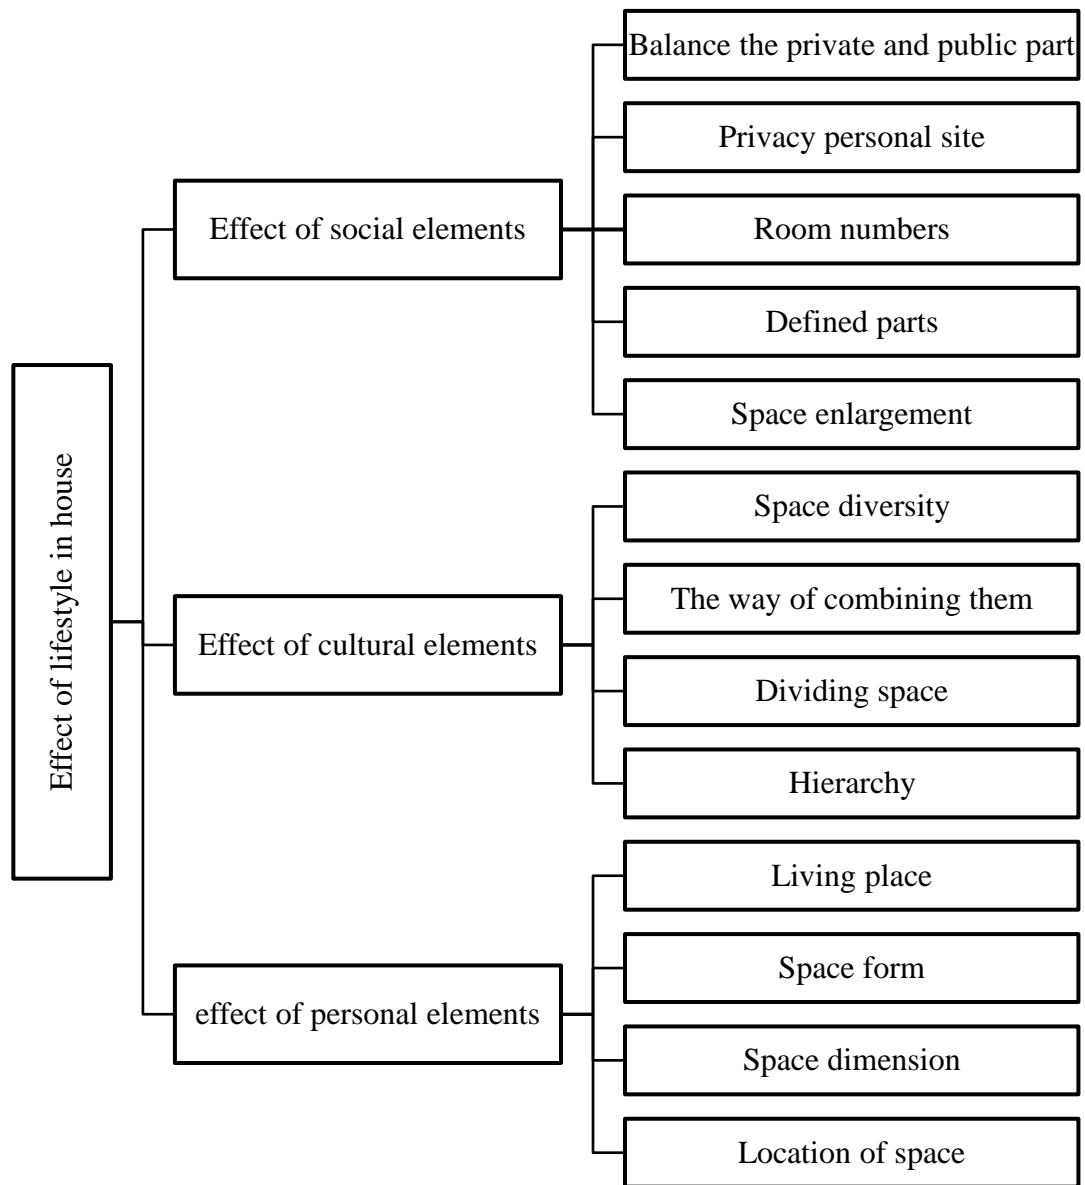 Effect of lifestyle in house
Effect of social elements
Balance the private and public part
Privacy personal site
Room numbers
Defined parts
Space enlargement
Effect of cultural elements
Space diversity
The way of combining them
Dividing space
Hierarchy
effect of personal elements
Living place
Space form
Space dimension
Location of space